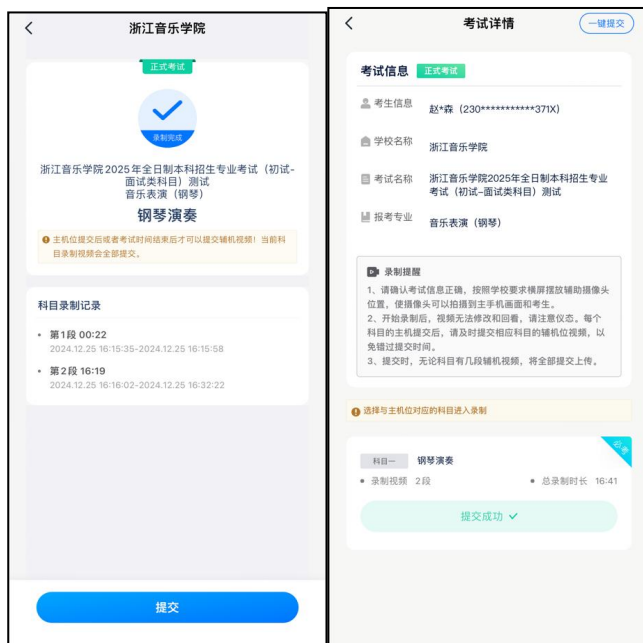 浙江音乐学院
正式考试
录制完成
浙江音乐学院2025年全日制本科招生专业考试（初试-
面试类科目）测试
音乐表演（钢琴）
钢琴演奏
主机位提交后或者考试时间结束后才可以提交辅机视频！当前科
目录制视频会全部提交。
科目录制记录
第1段 00:22
2024.12.25 16:15:35-2024.12.25 16:15:58
第2段 16:19
2024.12.25 16:16:02-2024.12.25 16:32:22
提交
考试详情
一键提交
考试信息 正式考试
考生信息 赵*森（230***********371X）
学校名称 浙江音乐学院
考试名称 浙江音乐学院2025年全日制本科招生专业
考试（初试-面试类科目）测试
报考专业 音乐表演（钢琴）
录制提醒
1、请确认考试信息正确，按照学校要求横屏摆放辅助摄像头
位置，使摄像头可以拍摄到主手机画面和考生。
2、开始录制后，视频无法修改和回看，请注意仪态。每个
科目的主机提交后，请及时提交相应科目的辅机位视频，以
免错过提交时间。
3、提交时，无论科目有几段辅机视频，将全部提交上传。
选择与主机位对应的科目进入录制
必考
科目一 钢琴演奏
录制视频 2段 总录制时长 16:41
提交成功